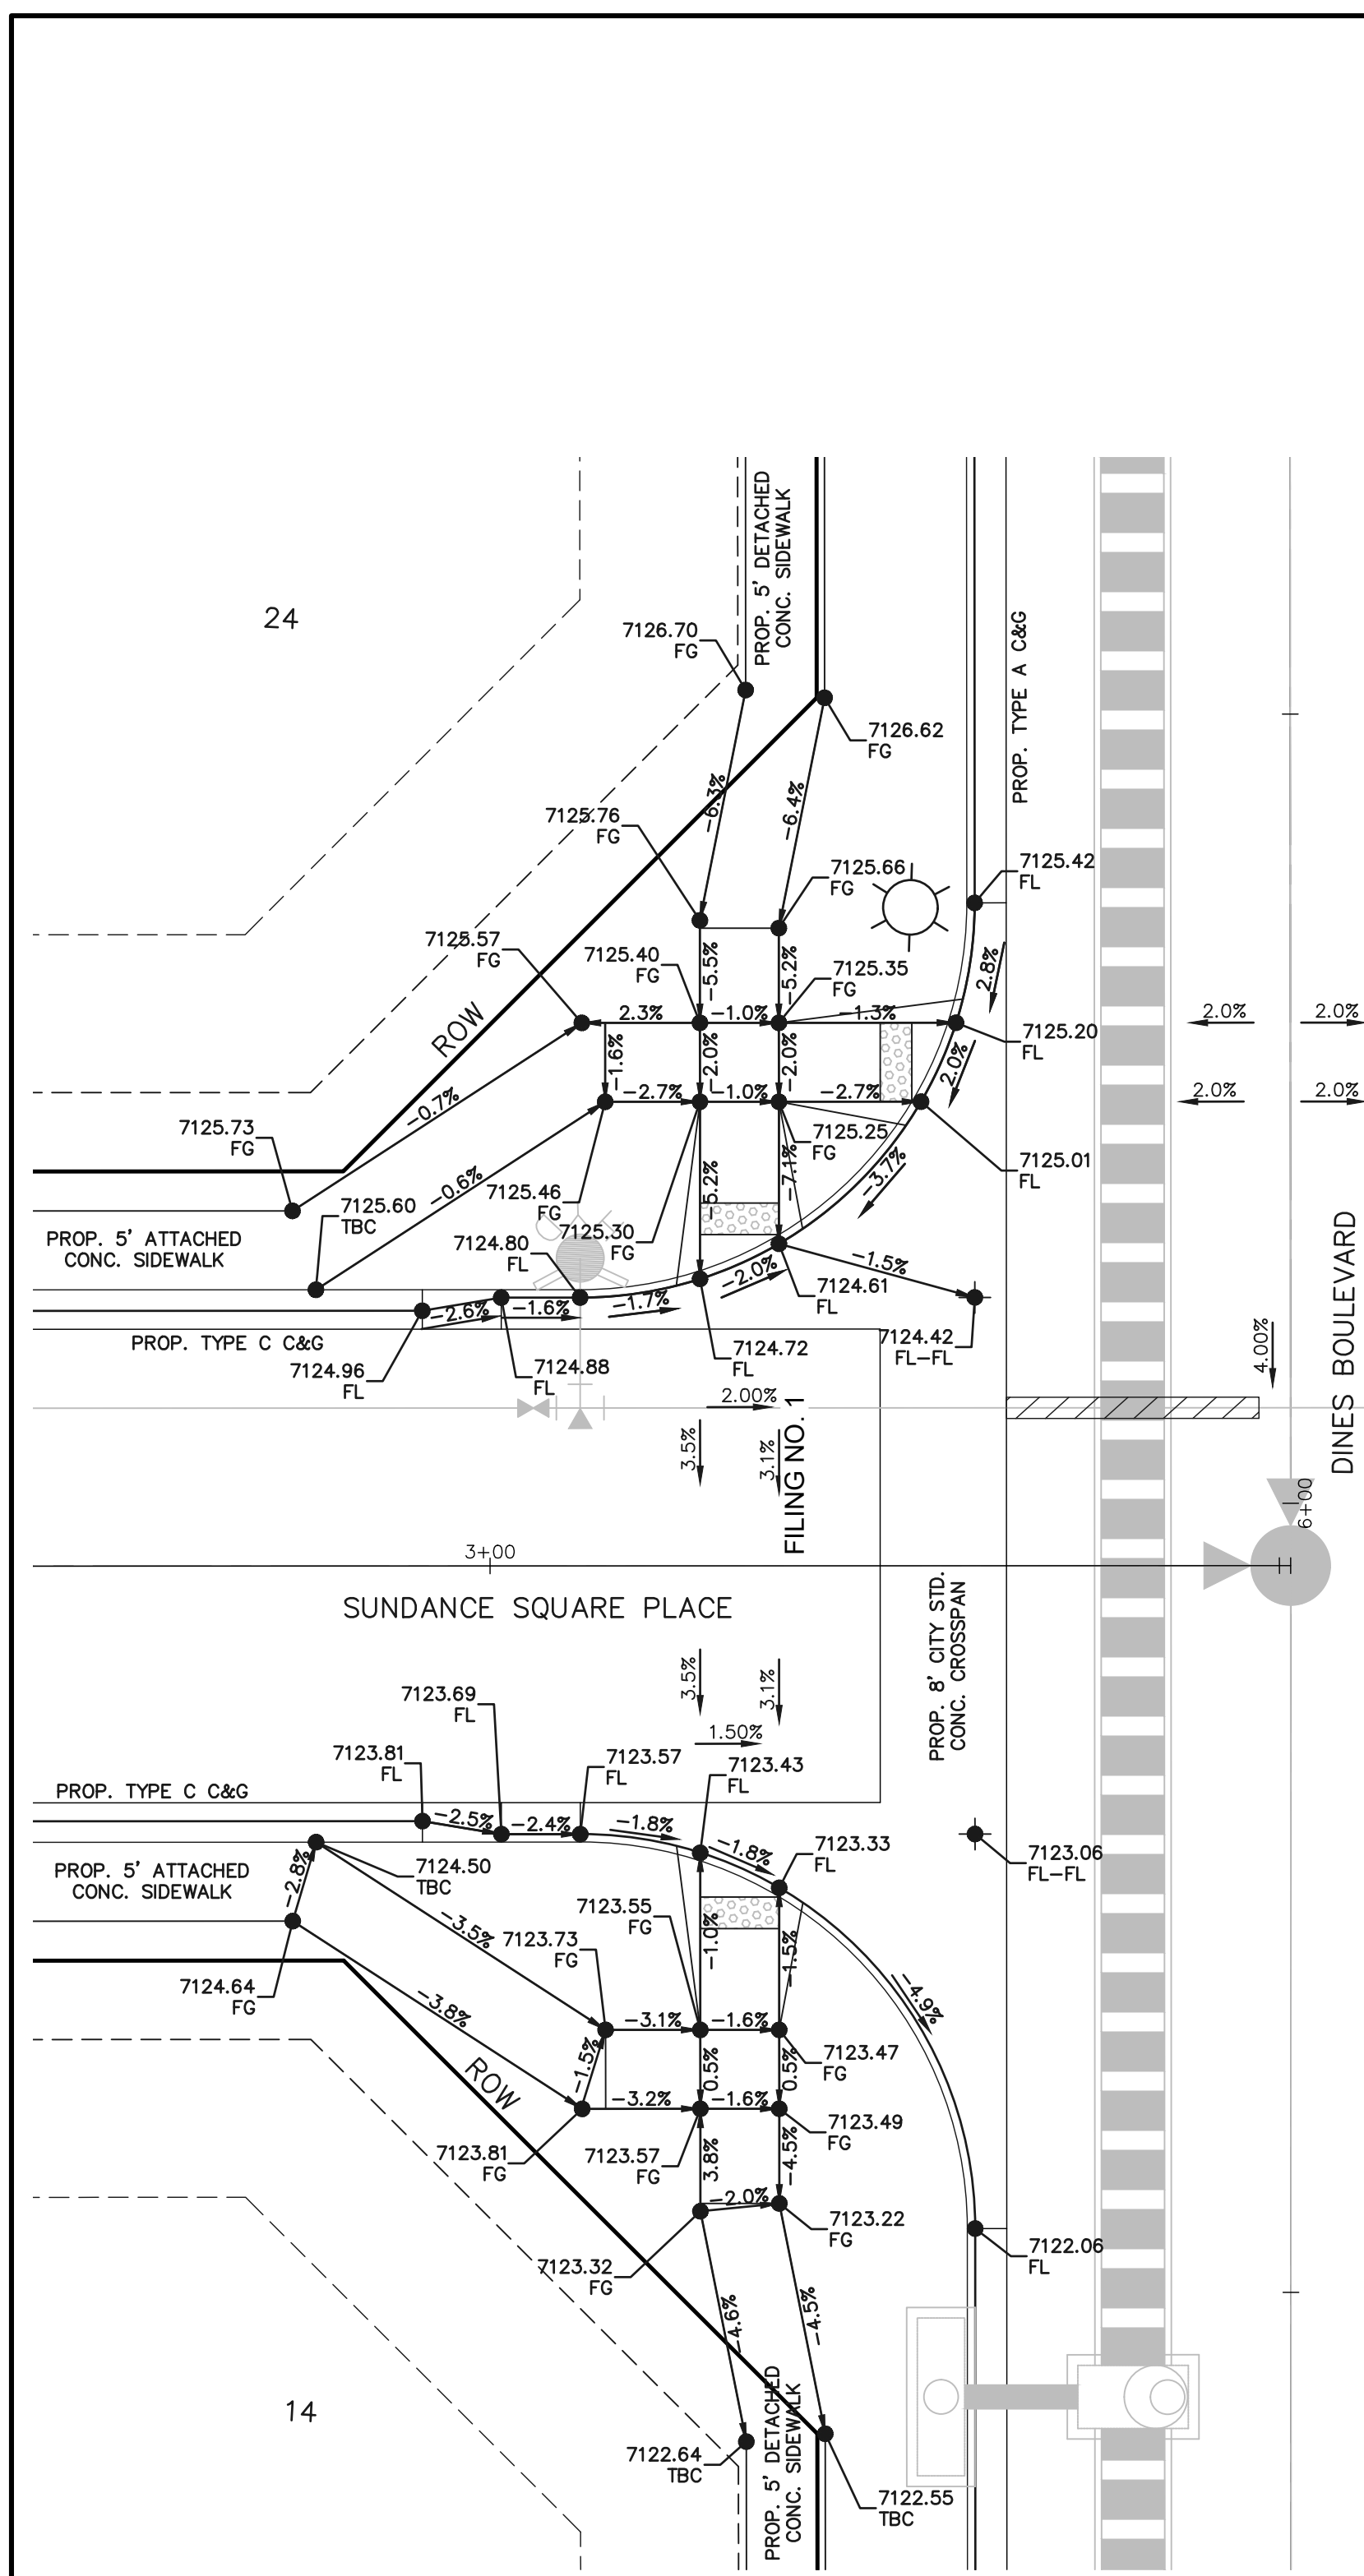 24
PROP. 5' DETACHED
CONC. SIDEWALK
7126.70
FG
7126.62
FG
PROP. TYPE A C&G
-6.3%
-6.4%
7125.76
FG
7125.66
FG
7125.42
FL
7125.57
FG
7125.40
FG
-5.5%
-5.2%
7125.35
FG
2.8%
ROW
2.3%
-1.0%
-1.3%
7125.20
FL
2.0%
2.0%
-1.6%
-2.0%
-2.0%
2.0%
-0.7%
-2.7%
-1.0%
-2.7%
2.0%
2.0%
7125.73
FG
7125.25
FG
7125.01
FL
-0.6%
-5.2%
-7.1%
-3.7%
7125.60
TBC
7125.46
FG
7125.30
FG
PROP. 5' ATTACHED
CONC. SIDEWALK
7124.80
FL
-1.5%
-2.0%
7124.61
FL
-2.6%
-1.6%
-1.7%
PROP. TYPE C C&G
7124.96
FL
7124.88
FL
7124.72
FL
7124.42
FL-FL
4.00%
DINES BOULEVARD
2.00%
3.5%
3.1%
FILING NO. 1
6+00
3+00
SUNDANCE SQUARE PLACE
PROP. 8' CITY STD.
CONC. CROSSPAN
3.5%
3.1%
7123.69
FL
1.50%
7123.81
FL
7123.57
FL
7123.43
FL
PROP. TYPE C C&G
-2.5%
-2.4%
-1.8%
-1.8%
7123.33
FL
7123.06
FL-FL
PROP. 5' ATTACHED
CONC. SIDEWALK
-2.8%
7124.50
TBC
7123.55
FG
-3.5%
7123.73
FG
-1.0%
-1.5%
7124.64
FG
-3.8%
-4.9%
-3.1%
-1.6%
7123.47
FG
ROW
-1.5%
0.5%
0.5%
-3.2%
-1.6%
7123.49
FG
7123.81
FG
7123.57
FG
3.8%
-4.5%
-2.0%
7123.22
FG
7123.32
FG
7122.06
FL
-4.6%
-4.5%
14
7122.64
TBC
PROP. 5' DETACHED
CONC. SIDEWALK
7122.55
TBC